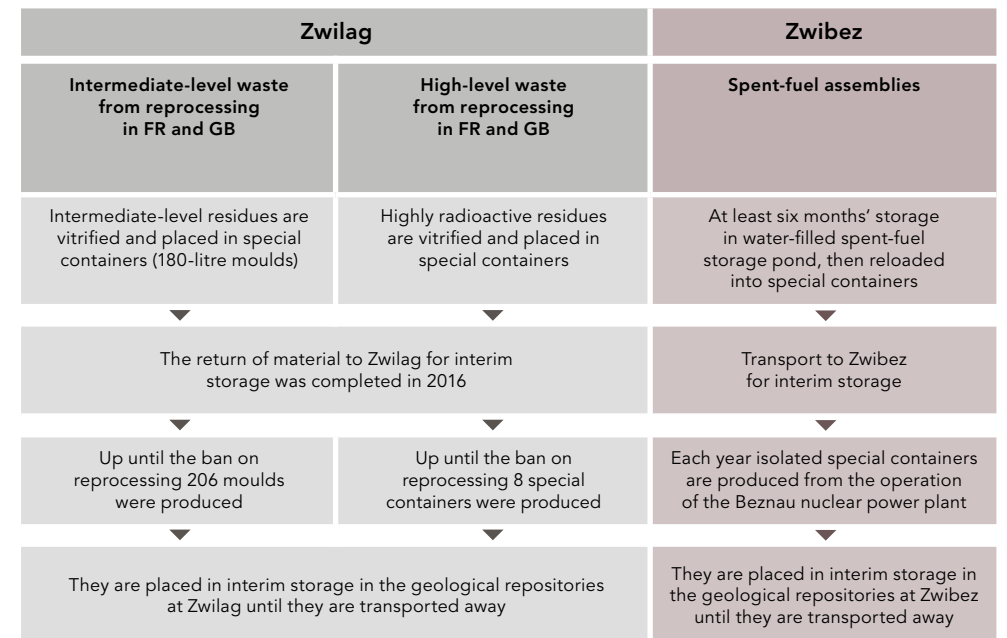 Zwilag
Zwibez
Intermediate-level waste
from reprocessing
in FR and GB
High-level waste
from reprocessing
in FR and GB
Spent-fuel assemblies
Intermediate-level residues are
vitrified and placed in special
containers (180-litre moulds)
Highly radioactive residues
are vitrified and placed in
special containers
At least six months’ storage
in water-filled spent-fuel
storage pond, then reloaded
into special containers
The return of material to Zwilag for interim
storage was completed in 2016
Transport to Zwibez
for interim storage
Up until the ban on
reprocessing 206 moulds
were produced
Up until the ban on
reprocessing 8 special
containers were produced
Each year isolated special containers
are produced from the operation
of the Beznau nuclear power plant
They are placed in interim storage in the geological repositories
at Zwilag until they are transported away
They are placed in interim storage in
the geological repositories at Zwibez
until they are transported away